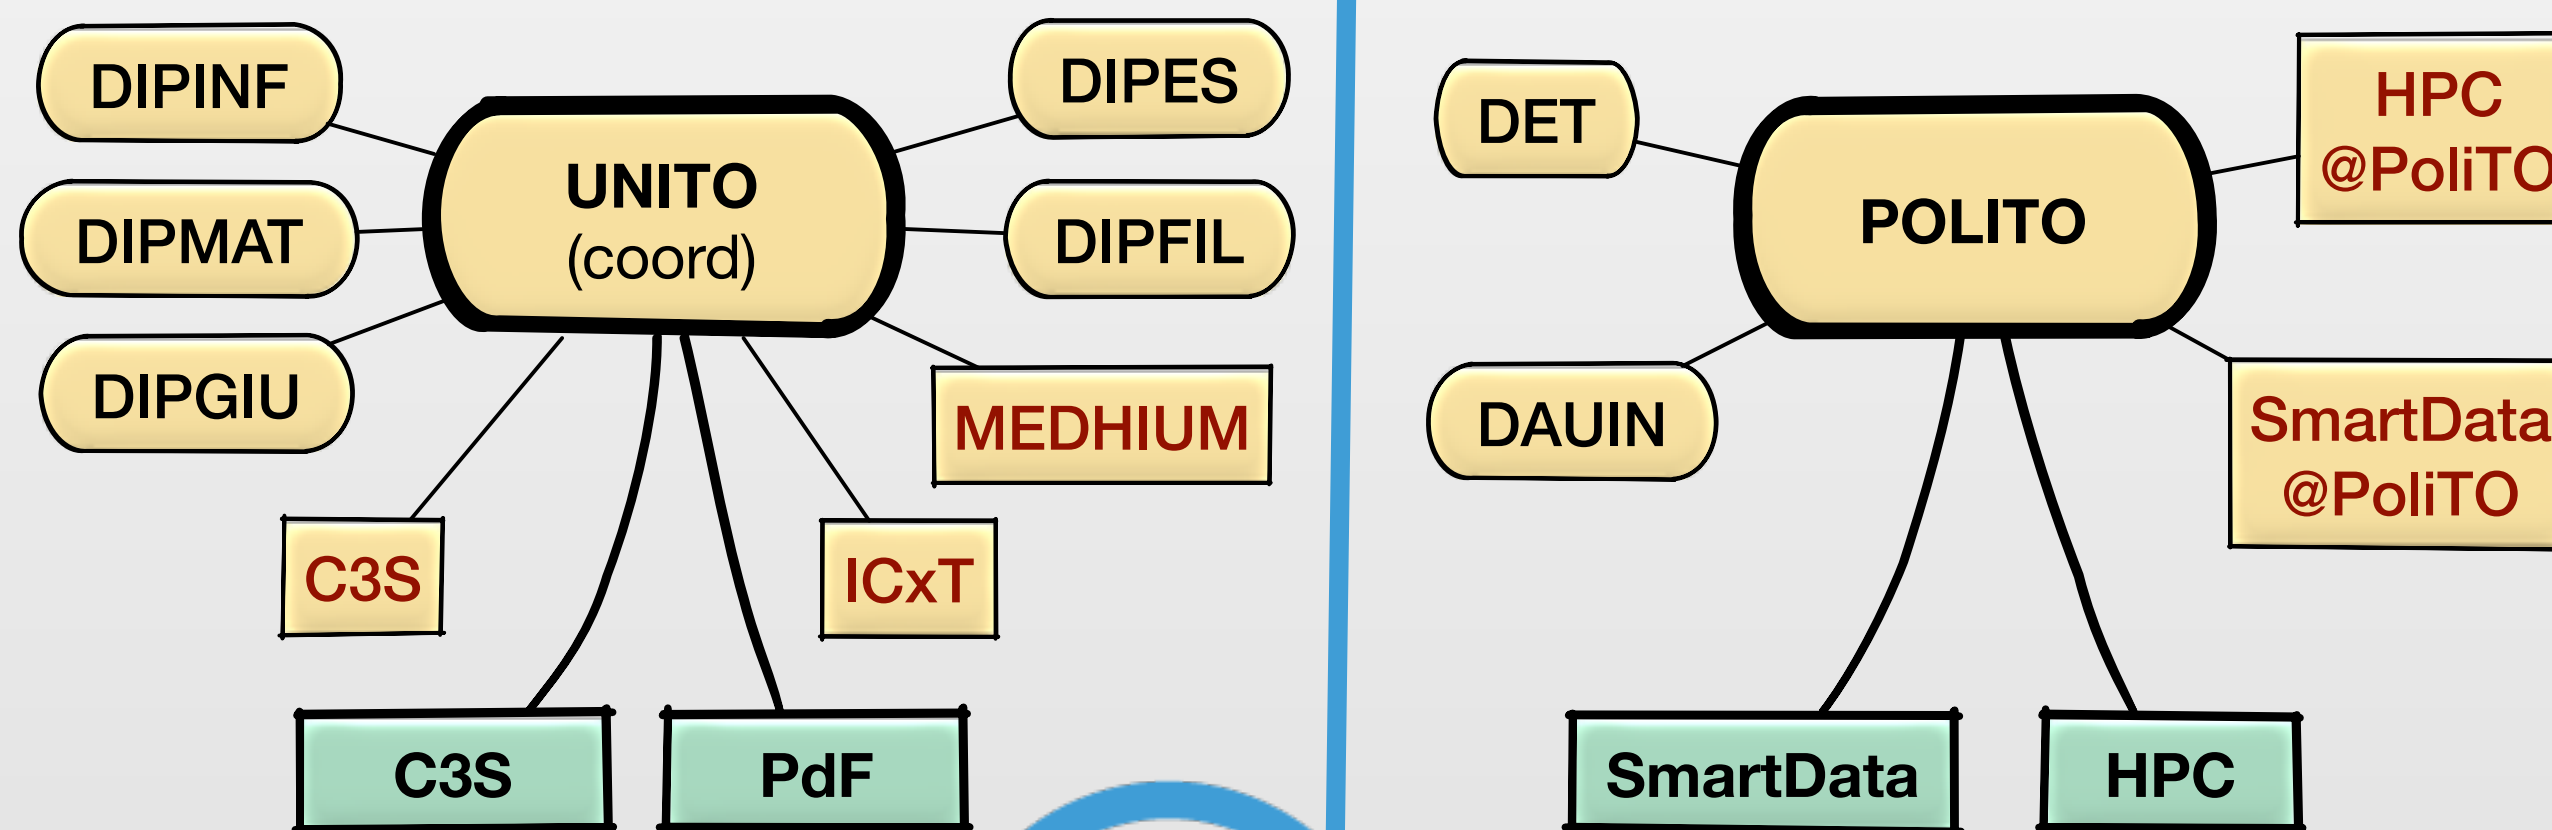 DIPINF
DIPMAT
DIPGIU
UNITO
(coord)
DIPES
DIPFIL
MEDHIUM
C3S
ICxT
C3S
PdF
DET
DAUIN
POLITO
HPC
@PoliTO
SmartData
@PoliTO
SmartData
HPC